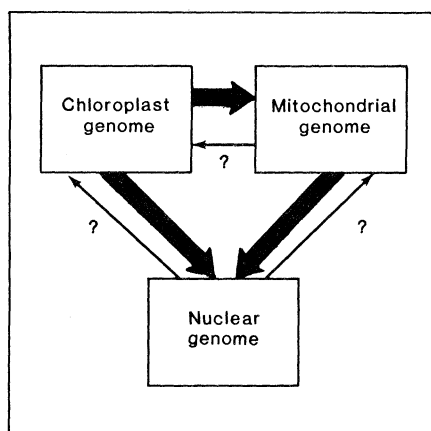 Chloroplast
genome
Mitochondrial
genome
?
?
?
Nuclear
genome